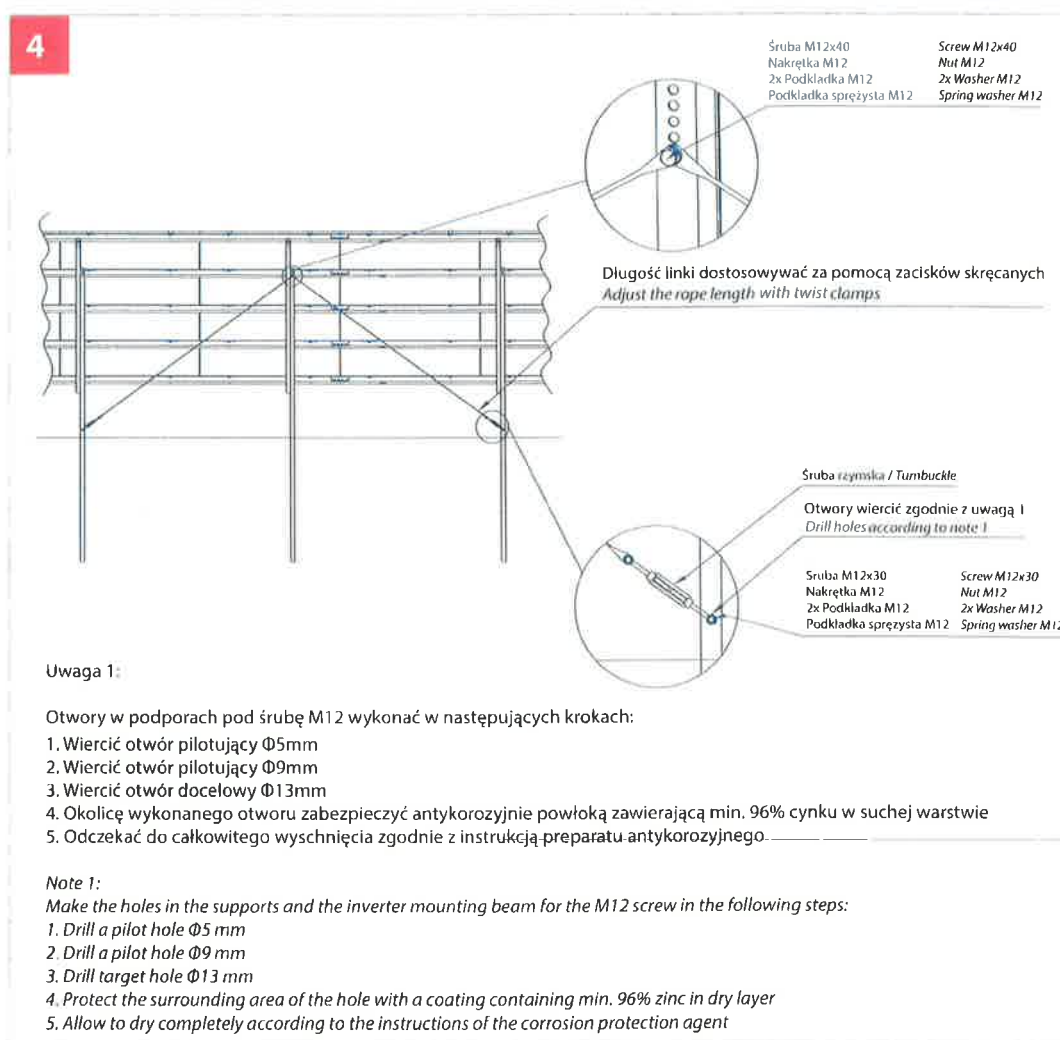 4
Śruba M12x40 Screw M12x40
Nakrętka M12 Nut M12
2x Podkladka M12 2x Washer M12
Podkladka sprężysta M12 Spring washer M12
Długość linki dostosowywać za pomocą zacisków skręcanych
Adjust the rope length with twist clamps
Śruba rzymska / Turnbuckle
Otwory wiercić zgodnie z uwagą 1
Drill holes according to note 1
Sruba M12x30 Screw M12x30
Nakrętka M12 Nut M12
2x Podkladka M12 2x Washer M12
Podkladka sprezysta M12 Spring washer M12
Uwaga 1:
Otwory w podporach pod śrubę M12 wykonać w następujących krokach:
1. Wiercić otwór pilotujący Φ5mm
2. Wiercić otwór pilotujący Φ9mm
3. Wiercić otwór docelowy Φ13mm
4. Okolicę wykonanego otworu zabezpieczyć antykorozyjnie powłoką zawierającą min. 96% cynku w suchej warstwie
5. Odczekać do całkowitego wyschnięcia zgodnie z instrukcją preparatu antykorozyjnego
Note 1:
Make the holes in the supports and the inverter mounting beam for the M12 screw in the following steps:
1. Drill a pilot hole Φ5 mm
2. Drill a pilot hole Φ9 mm
3. Drill target hole Φ13 mm
4. Protect the surrounding area of the hole with a coating containing min. 96% zinc in dry layer
5. Allow to dry completely according to the instructions of the corrosion protection agent